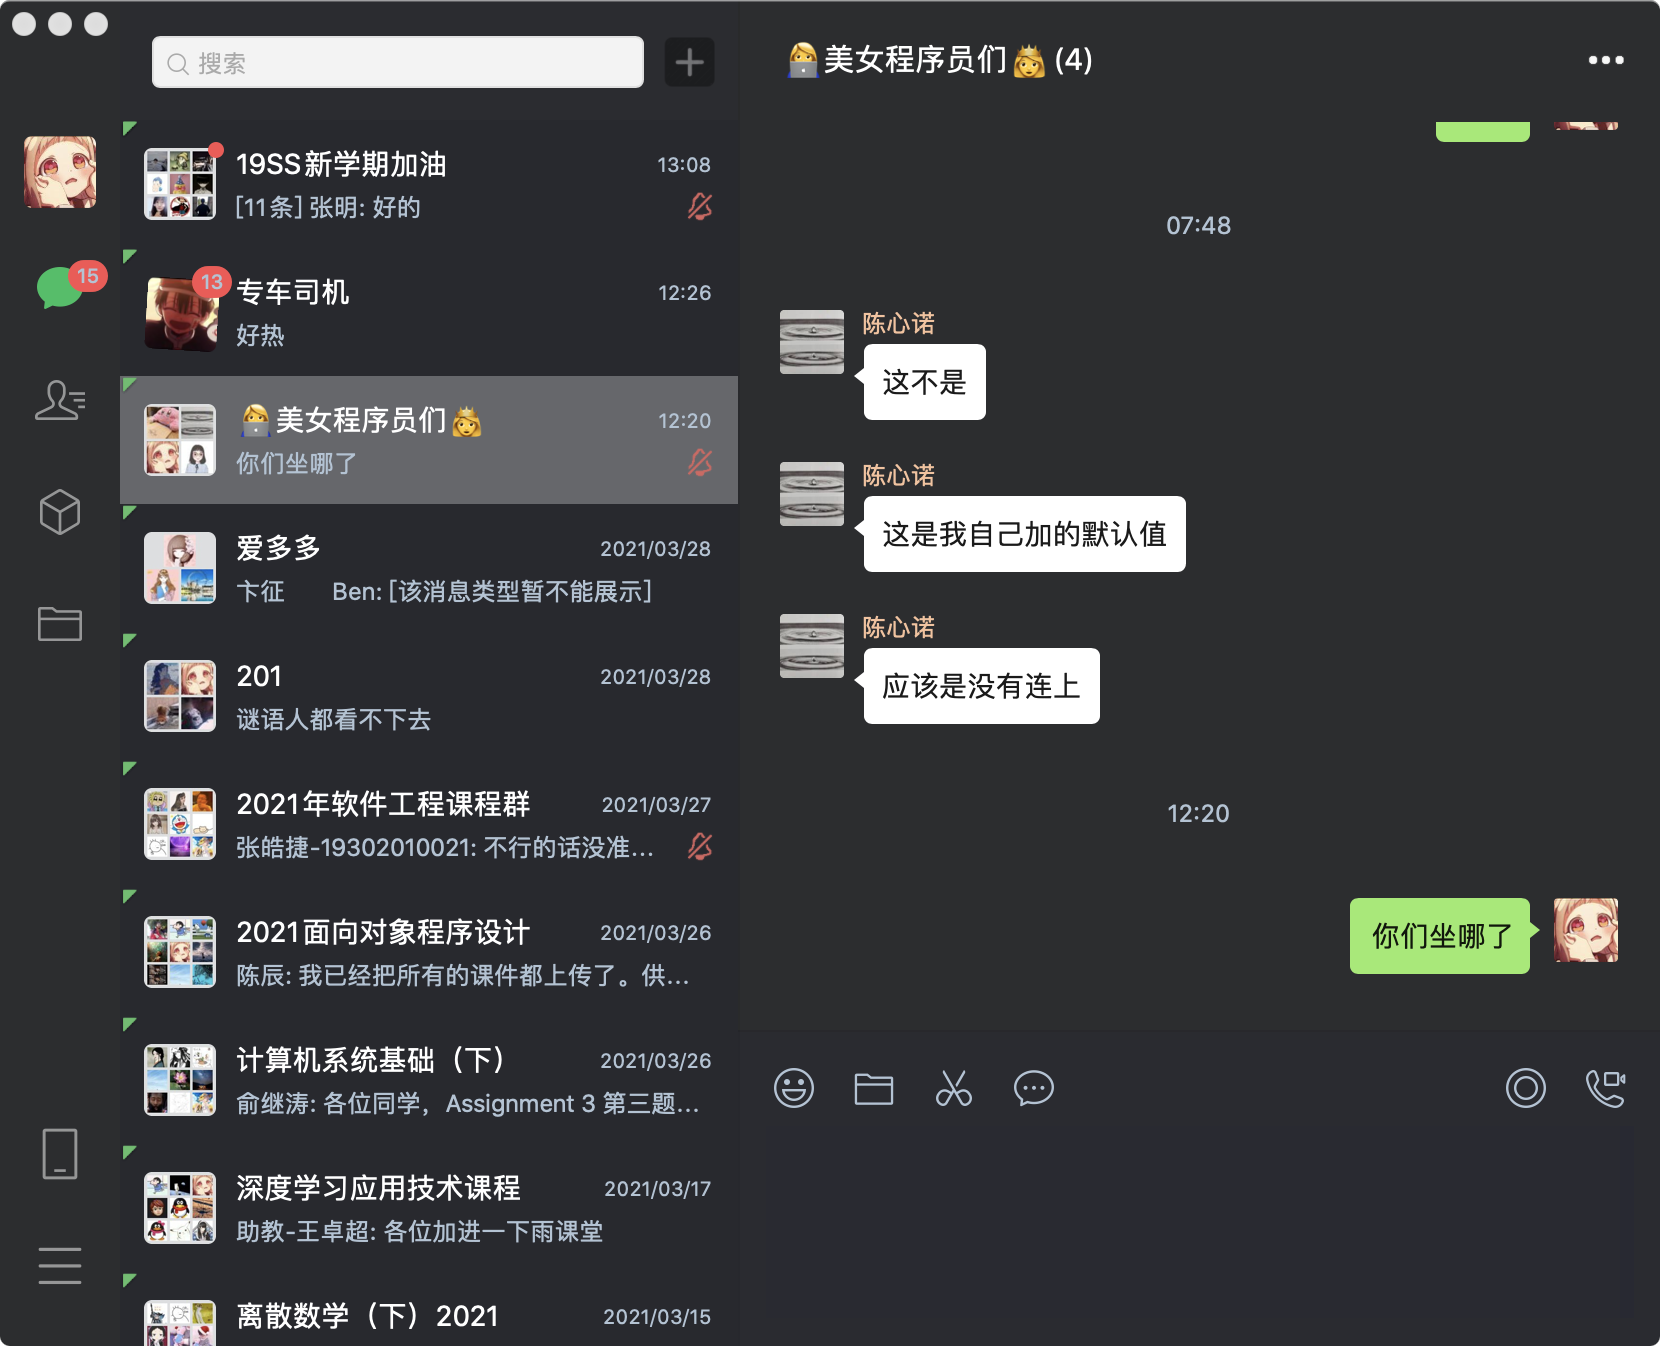 搜索
15
19SS新学期加油
13:08
[11条] 张明: 好的
13
专车司机
12:26
好热
👩‍💻美女程序员们👸
12:20
你们坐哪了
爱多多
2021/03/28
卞征 Ben: [该消息类型暂不能展示]
201
2021/03/28
谜语人都看不下去
2021年软件工程课程群
2021/03/27
张皓捷-19302010021: 不行的话没准...
2021面向对象程序设计
2021/03/26
陈辰: 我已经把所有的课件都上传了。供...
计算机系统基础（下）
2021/03/26
俞继涛: 各位同学，Assignment 3 第三题...
深度学习应用技术课程
2021/03/17
助教-王卓超: 各位加进一下雨课堂
离散数学（下）2021
2021/03/15
👩‍💻美女程序员们👸 (4)
07:48
陈心诺
这不是
陈心诺
这是我自己加的默认值
陈心诺
应该是没有连上
12:20
你们坐哪了